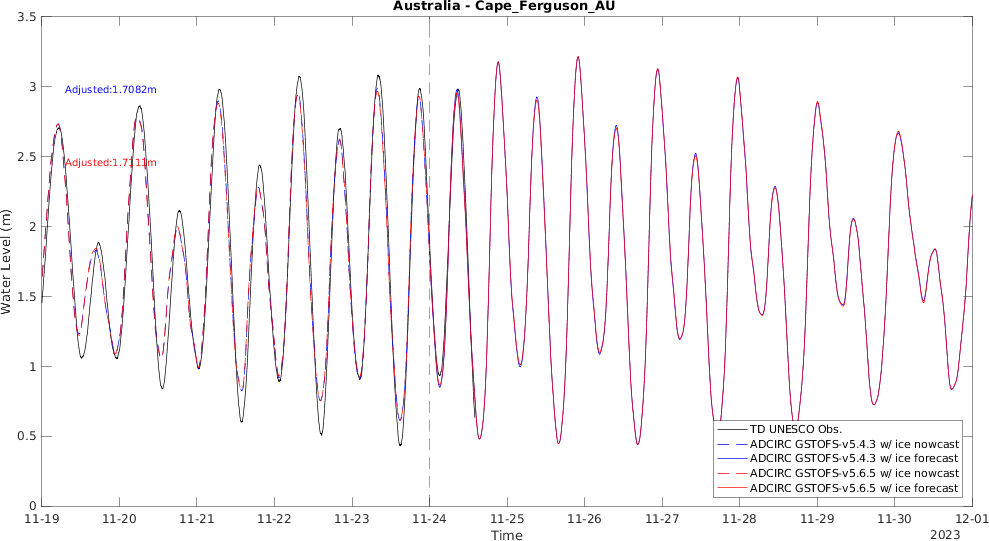 Australia - Cape_Ferguson_AU
3.5
3
2.5
2
1.5
1
0.5
0
Water Level (m)
Adjusted:1.7082m
Adjusted:1.7111m
TD UNESCO Obs.
ADCIRC GSTOFS-v5.4.3 w/ ice nowcast
ADCIRC GSTOFS-v5.4.3 w/ ice forecast
ADCIRC GSTOFS-v5.6.5 w/ ice nowcast
ADCIRC GSTOFS-v5.6.5 w/ ice forecast
11-19 11-20 11-21 11-22 11-23 11-24 11-25 11-26 11-27 11-28 11-29 11-30 12-01
Time
2023